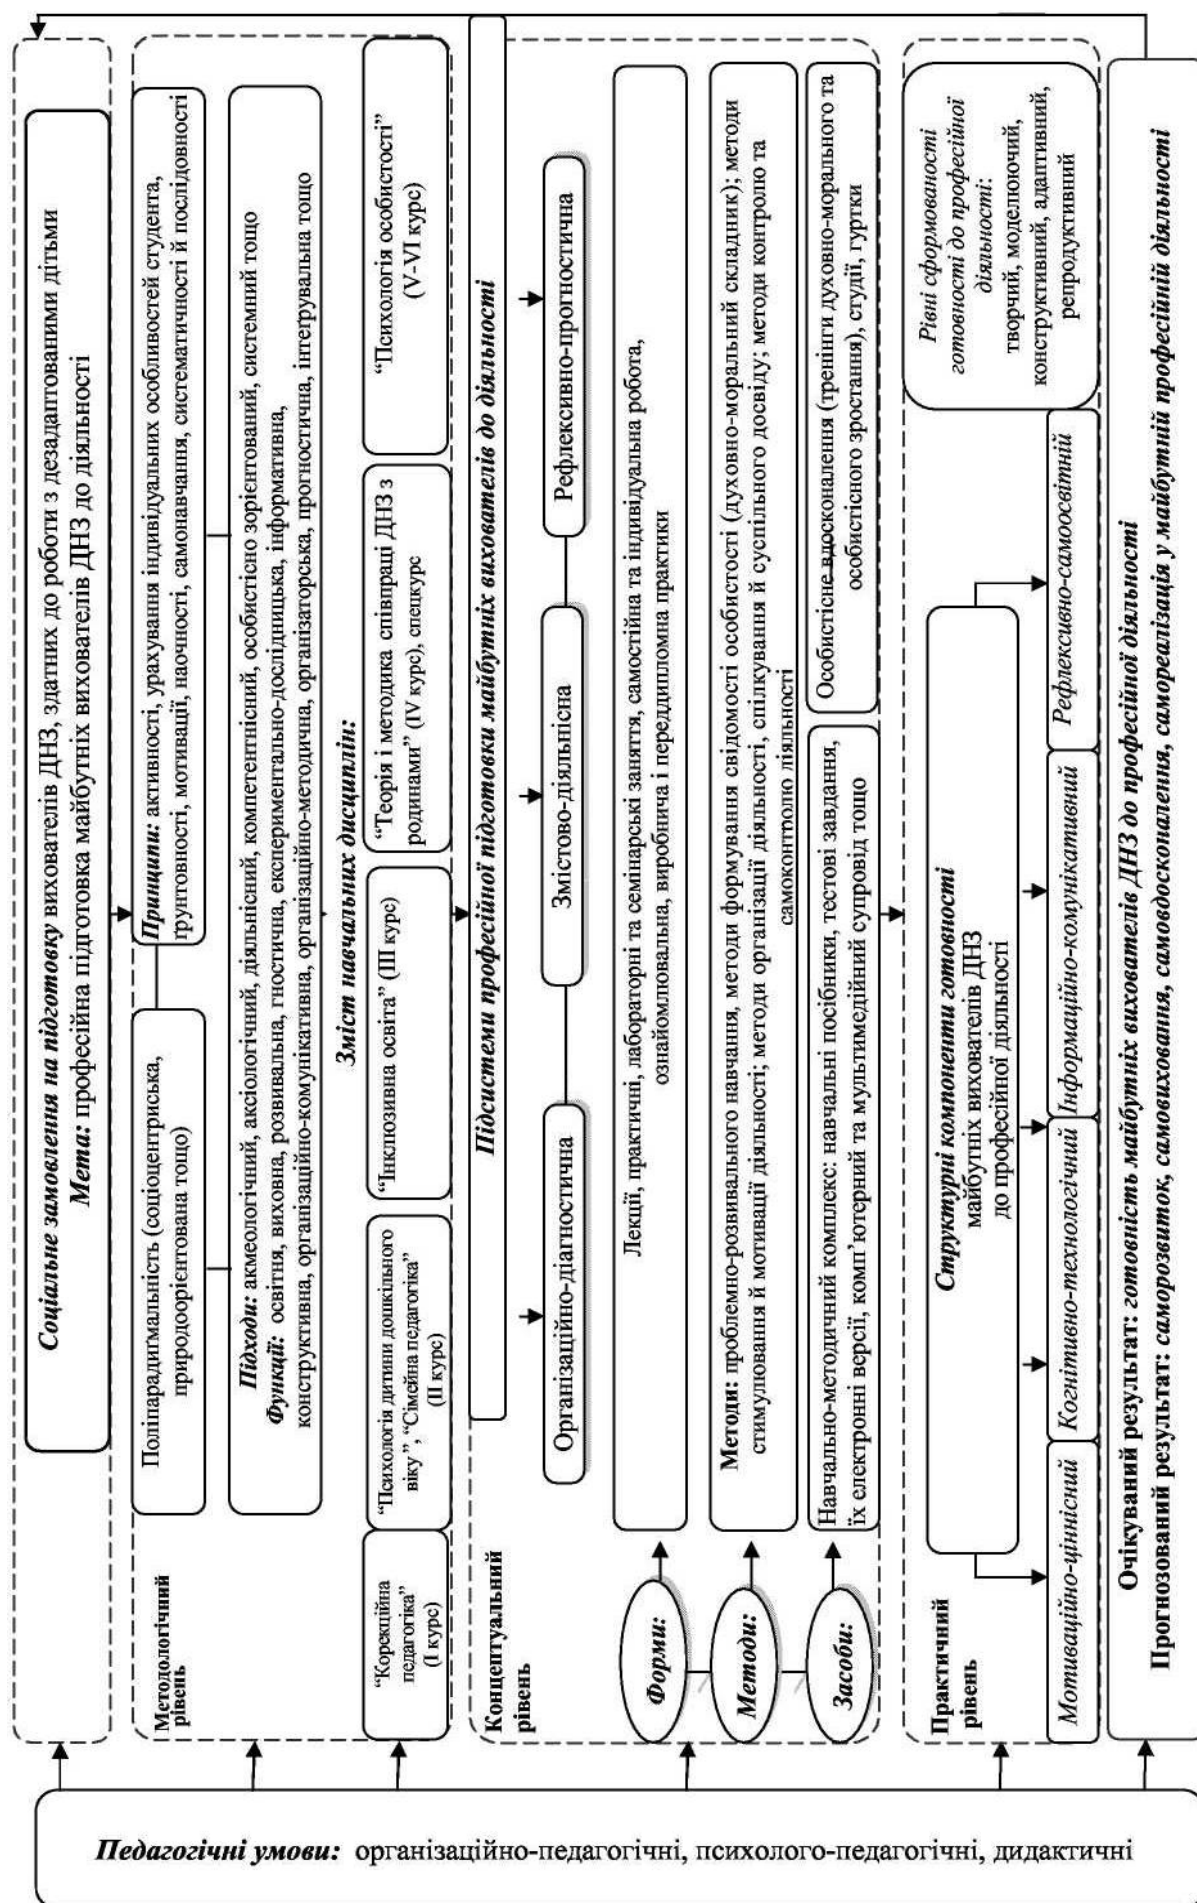 Соціальне замовлення на підготовку вихователів ДНЗ, здатних до роботи з дезадаптованими дітьми
Мета: професійна підготовка майбутніх вихователів ДНЗ до діяльності
Методологічний
рівень
Поліпарадигмальність (соціоцентриська,
природоорієнтована тощо)
Принципи: активності, урахування індивідуальних особливостей студента,
ґрунтовності, мотивації, наочності, самонавчання, систематичності й послідовності
Підходи: акмеологічний, аксіологічний, діяльнісний, компетентнісний, особистісно зорієнтований, системний тощо
Функції: освітня, виховна, розвивальна, гностична, експериментально-дослідницька, інформативна,
конструктивна, організаційно-комунікативна, організаційно-методична, організаторська, прогностична, інтегрувальна тощо
Зміст навчальних дисциплін:
“Корекційна
педагогіка”
(I курс)
“Психологія дитини дошкільного
віку”, “Сімейна педагогіка”
(II курс)
“Інклюзивна освіта” (III курс)
“Теорія і методика співпраці ДНЗ з
родинами” (IV курс), спецкурс
“Психологія особистості”
(V-VI курс)
Концептуальний
рівень
Підсистеми професійної підготовки майбутніх вихователів до діяльності
Організаційно-діагностична
Змістово-діяльнісна
Рефлексивно-прогностична
Форми:
Лекції, практичні, лабораторні та семінарські заняття, самостійна та індивідуальна робота,
ознайомлювальна, виробнича і переддипломна практики
Методи:
Методи: проблемно-розвивального навчання, методи формування свідомості особистості (духовно-моральний складник); методи
стимулювання й мотивації діяльності; методи організації діяльності, спілкування й суспільного досвіду; методи контролю та
самоконтролю діяльності
Засоби:
Навчально-методичний комплекс: навчальні посібники, тестові завдання,
їх електронні версії, комп’ютерний та мультимедійний супровід тощо
Особистісне вдосконалення (тренінги духовно-морального та
особистісного зростання), студії, гуртки
Практичний
рівень
Структурні компоненти готовності
майбутніх вихователів ДНЗ
до професійної діяльності
Рівні сформованості
готовності до професійної
діяльності:
творчий, моделюючий,
конструктивний, адаптивний,
репродуктивний
Мотиваційно-ціннісний
Когнітивно-технологічний
Інформаційно-комунікативний
Рефлексивно-самоосвітній
Очікуваний результат: готовність майбутніх вихователів ДНЗ до професійної діяльності
Прогнозований результат: саморозвиток, самовиховання, самовдосконалення, самореалізація у майбутній професійній діяльності
Педагогічні умови: організаційно-педагогічні, психолого-педагогічні, дидактичні